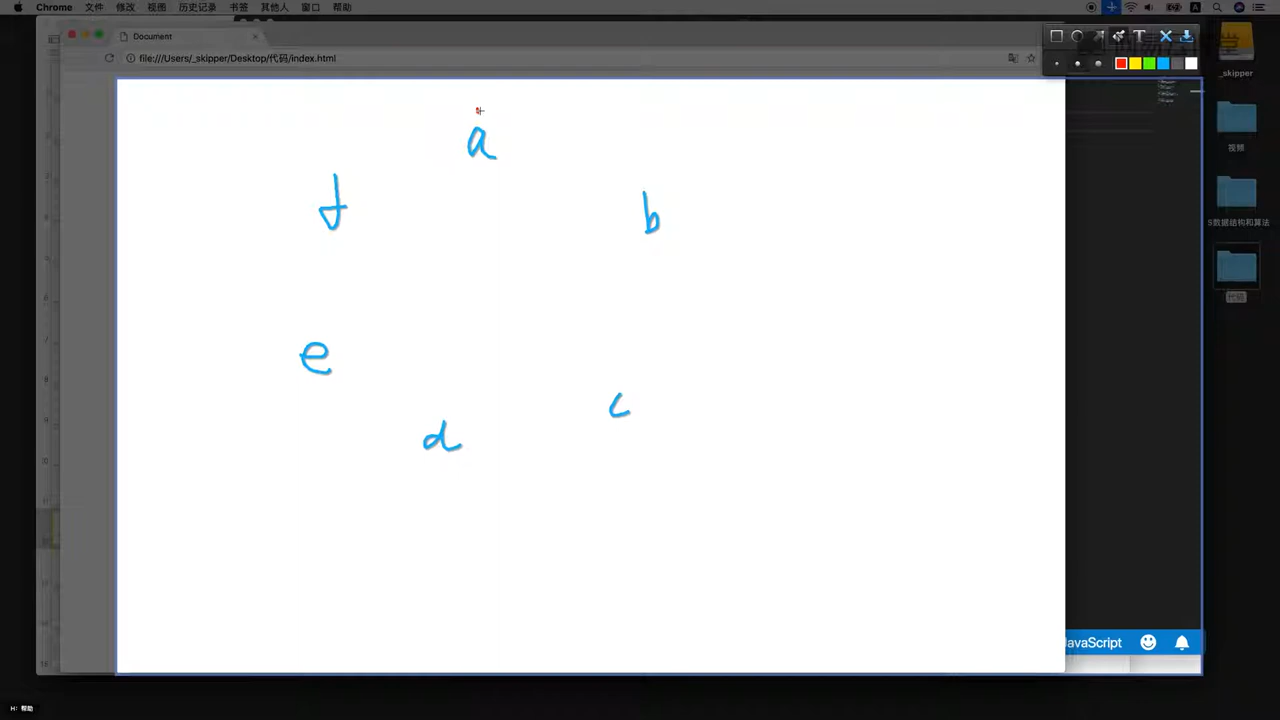 Chrome 文件 修改 视图 历史记录 书签 其他人 窗口 帮助
Document
file:///Users/_skipper/Desktop/代码/index.html
T
_skipper
视频
S数据结构和算法
代码
a
f
b
e
c
d
JavaScript
H: 帮助